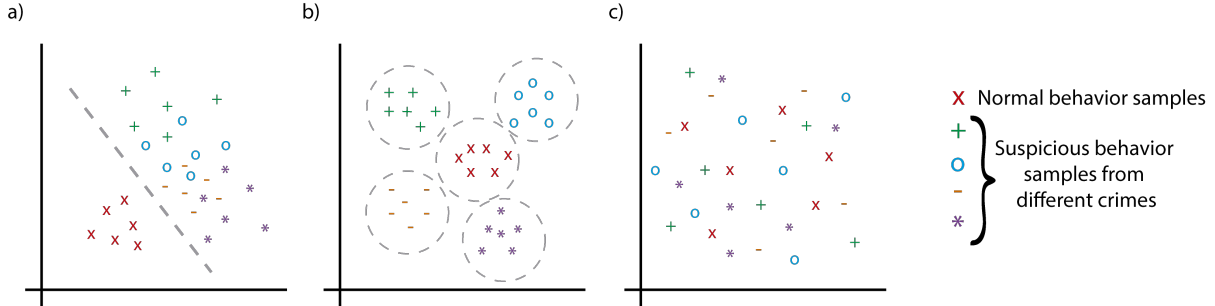 a)
b)
c)
x Normal behavior samples
+
o Suspicious behavior
- samples from
* different crimes